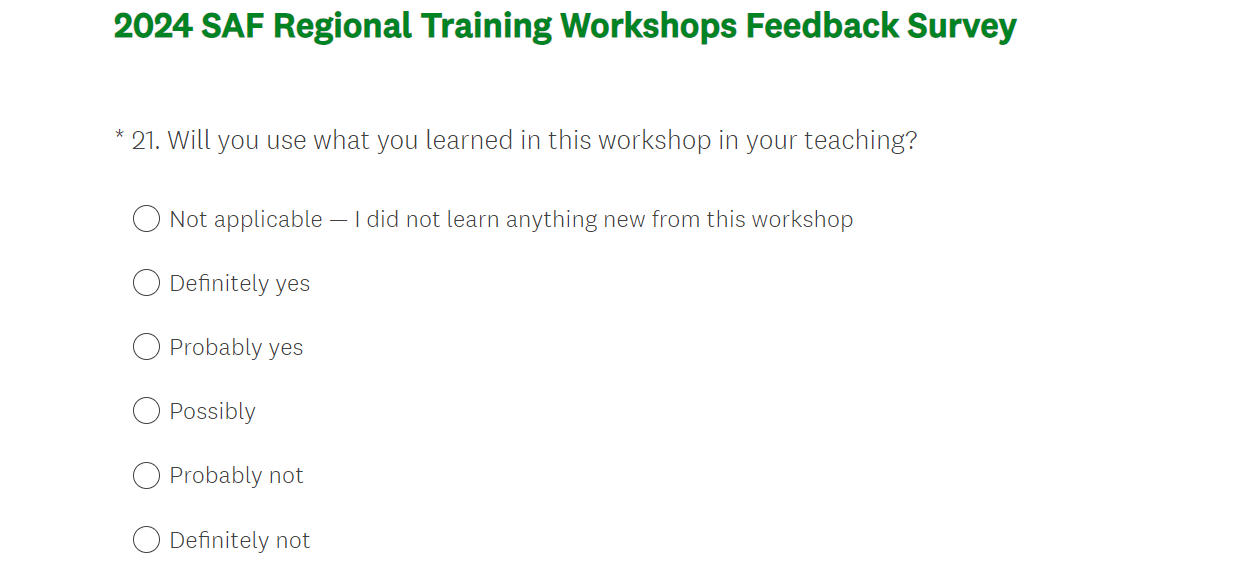 2024 SAF Regional Training Workshops Feedback Survey
* 21. Will you use what you learned in this workshop in your teaching?
Not applicable — I did not learn anything new from this workshop
Definitely yes
Probably yes
Possibly
Probably not
Definitely not